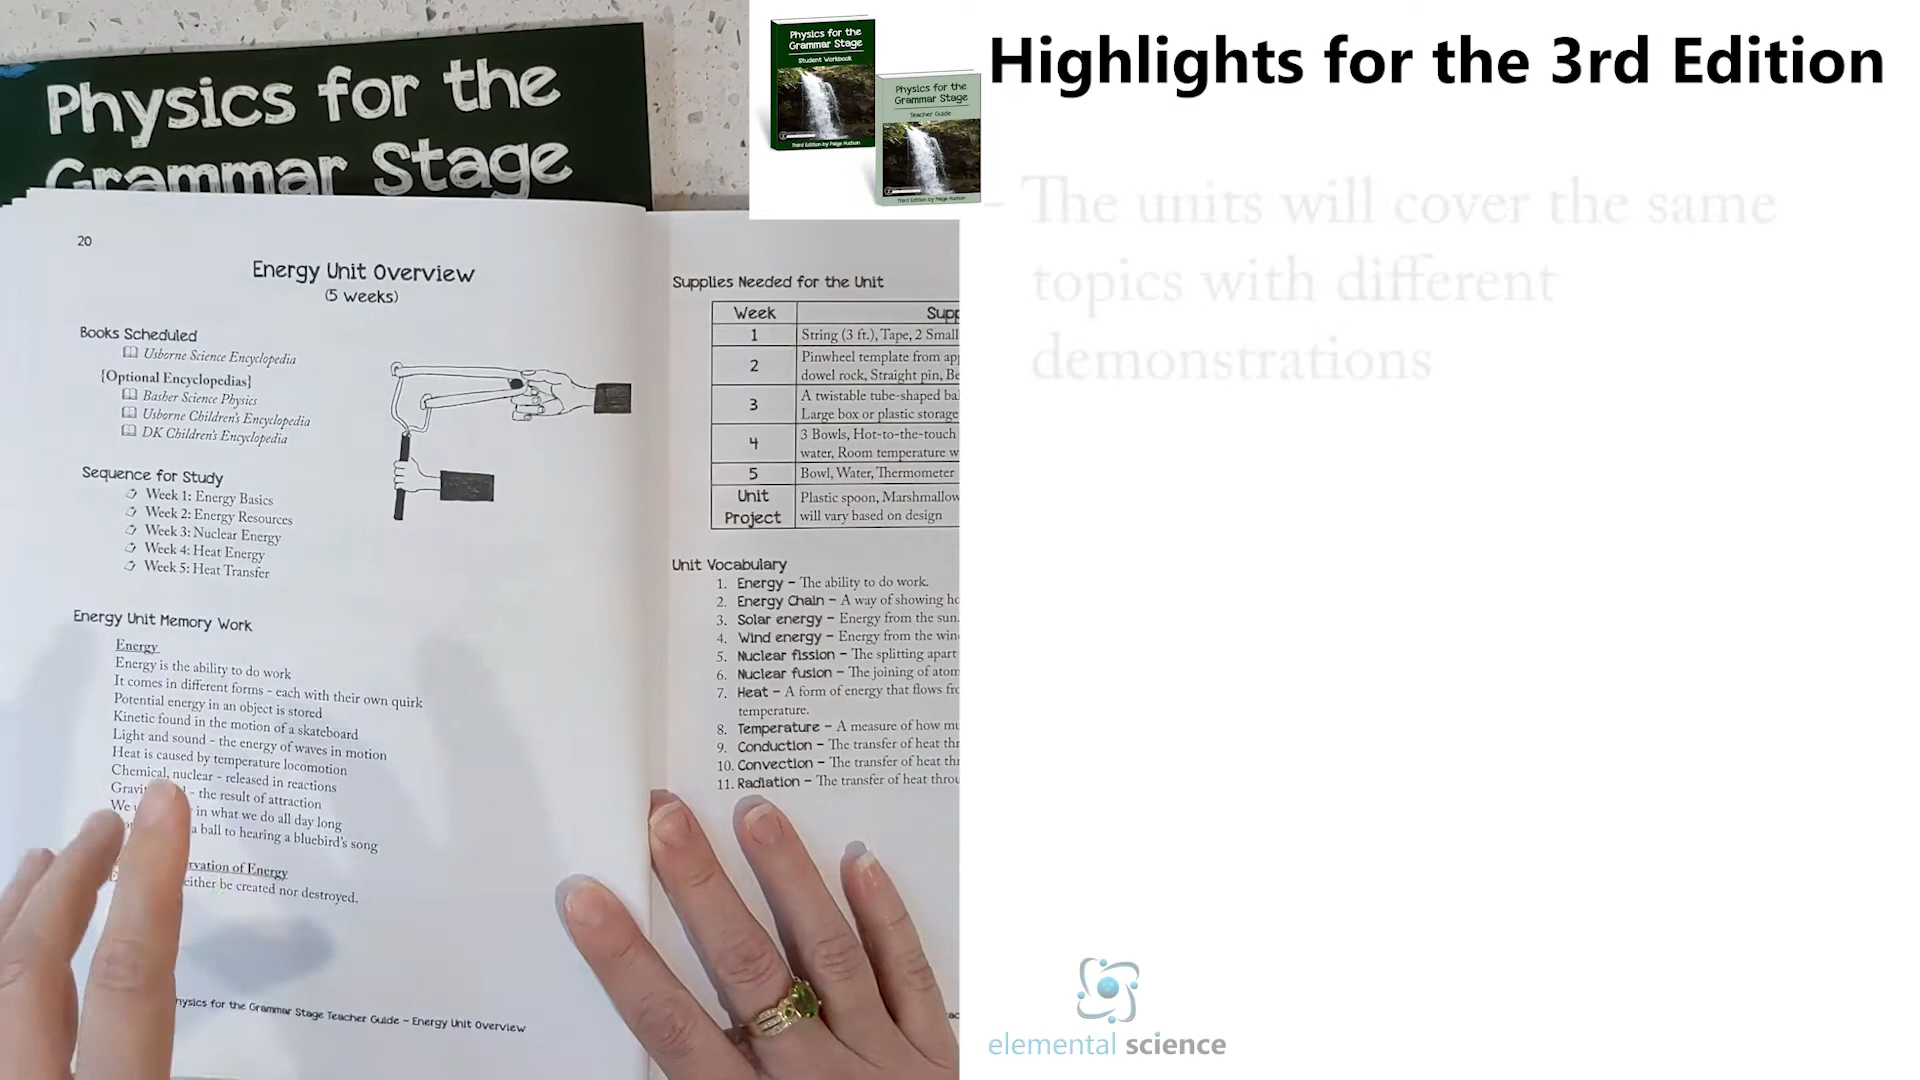 Physics for the
Grammar Stage
20
Energy Unit Overview
(5 weeks)
Books Scheduled
Usborne Science Encyclopedia
{Optional Encyclopedias}
Basher Science Physics
Usborne Children's Encyclopedia
DK Children's Encyclopedia
Sequence for Study
Week 1: Energy Basics
Week 2: Energy Resources
Week 3: Nuclear Energy
Week 4: Heat Energy
Week 5: Heat Transfer
Energy Unit Memory Work
Energy
Energy is the ability to do work
It comes in different forms - each with their own quirk
Potential energy in an object is stored
Kinetic found in the motion of a skateboard
Light and sound - the energy of waves in motion
Heat is caused by temperature locomotion
Chemical, nuclear - released in reactions
- the result of attraction
We in what we do all day long
a ball to hearing a bluebird's song
of Energy
be created nor destroyed.
Physics for the Grammar Stage Teacher Guide - Energy Unit Overview
Supplies Needed for the Unit
Week
1 String (3 ft.), Tape, 2 Small
2 Pinwheel template from
dowel rock, Straight pin,
3 A twistable tube-shaped
Large box or plastic storage
4 3 Bowls, Hot-to-the-touch
water, Room temperature
5 Bowl, Water, Thermometer
Unit Project Plastic spoon, Marshmallow
will vary based on design
Unit Vocabulary
1. Energy – The ability to do work.
2. Energy Chain – A way of showing
3. Solar energy – Energy from the sun.
4. Wind energy – Energy from the
5. Nuclear fission – The splitting apart
6. Nuclear fusion – The joining of
7. Heat – A form of energy that flows
temperature.
8. Temperature – A measure of how
9. Conduction – The transfer of heat
10. Convection – The transfer of heat
11. Radiation – The transfer of heat
Physics for the
Grammar Stage
Student Workbook
Third Edition by Paige Hudson
Physics for the
Grammar Stage
Teacher Guide
Third Edition by Paige Hudson
Highlights for the 3rd Edition
- The units will cover the same
topics with different
demonstrations
elemental science